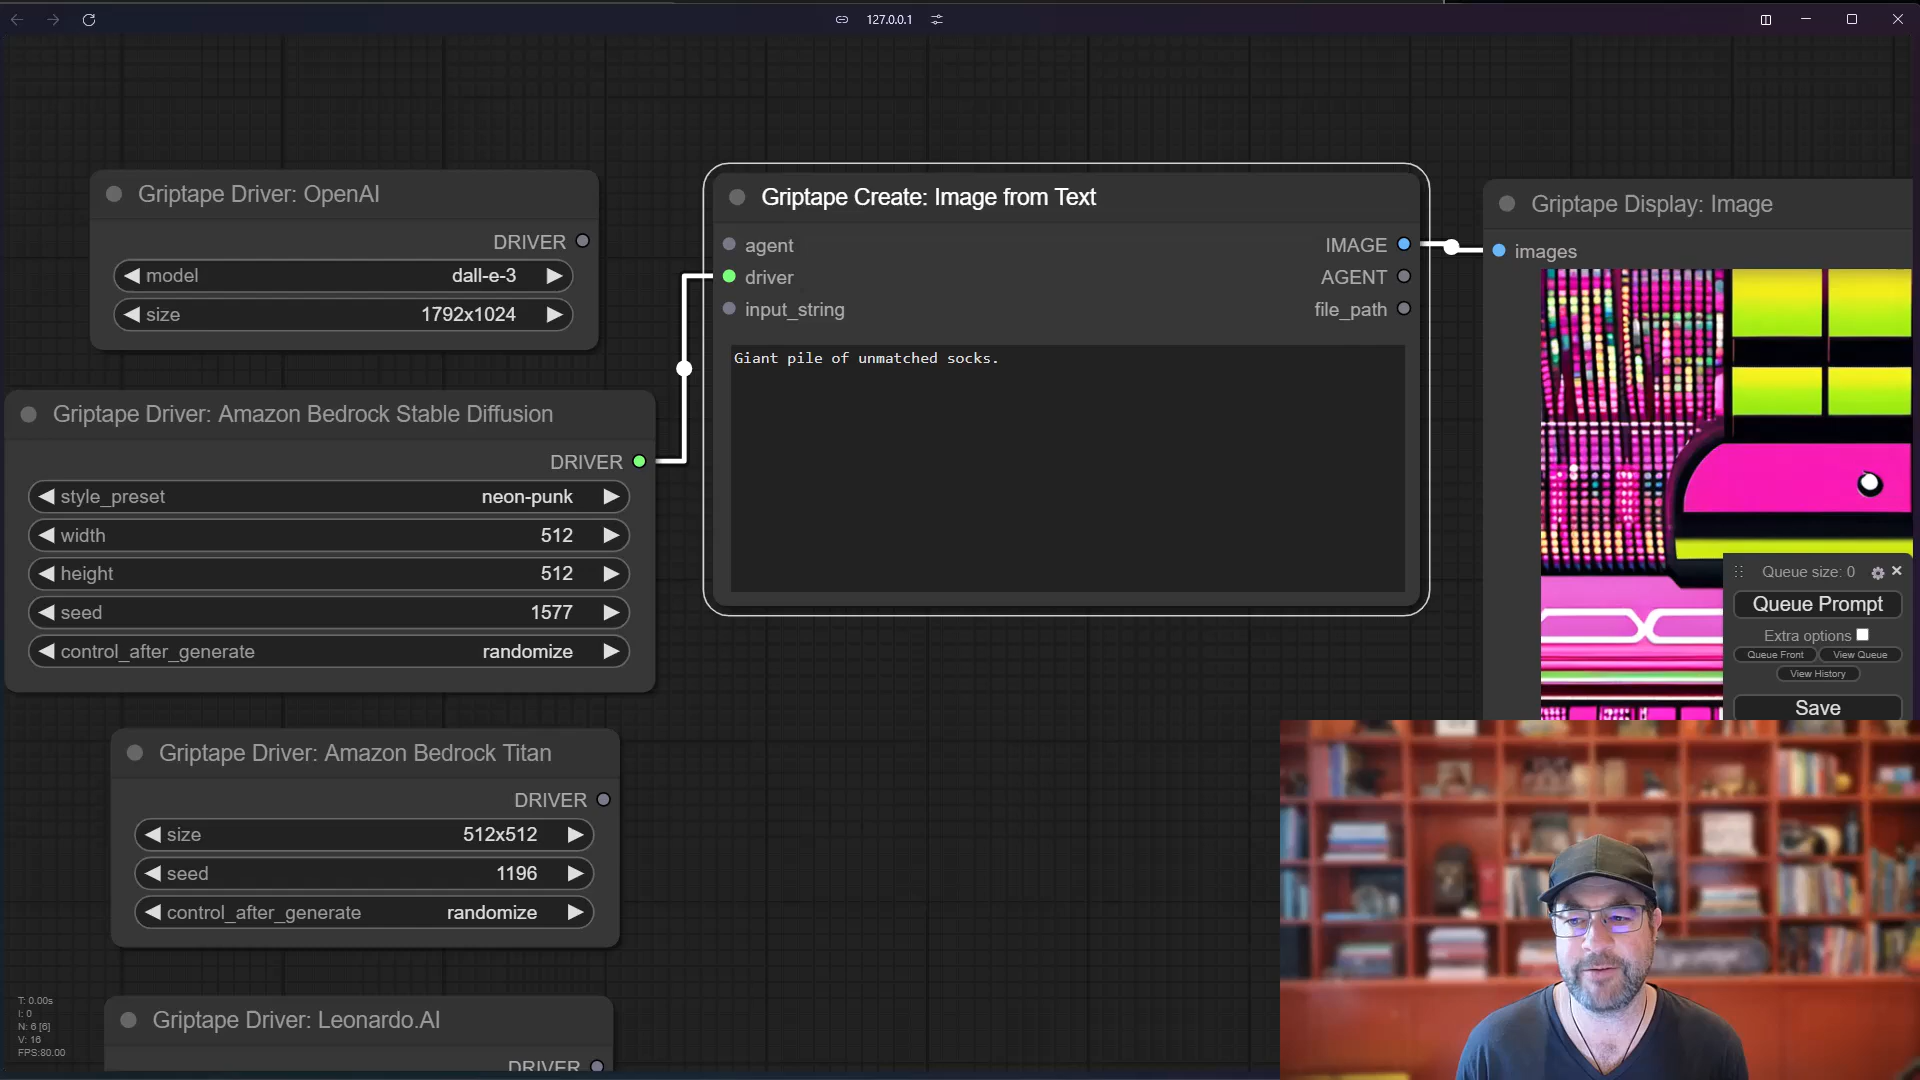 127.0.0.1
Griptape Driver: OpenAI
DRIVER
model dall-e-3
size 1792x1024
Griptape Driver: Amazon Bedrock Stable Diffusion
DRIVER
style_preset neon-punk
width 512
height 512
seed 1577
control_after_generate randomize
Griptape Driver: Amazon Bedrock Titan
DRIVER
size 512x512
seed 1196
control_after_generate randomize
Griptape Driver: Leonardo.AI
DRIVER
T: 0.00s
I: 0
N: 6 [6]
V: 16
FPS:80.00
Griptape Create: Image from Text
agent IMAGE
driver AGENT
input_string file_path
Giant pile of unmatched socks.
Griptape Display: Image
images
Queue size: 0
Queue Prompt
Extra options
Queue Front View Queue
View History
Save